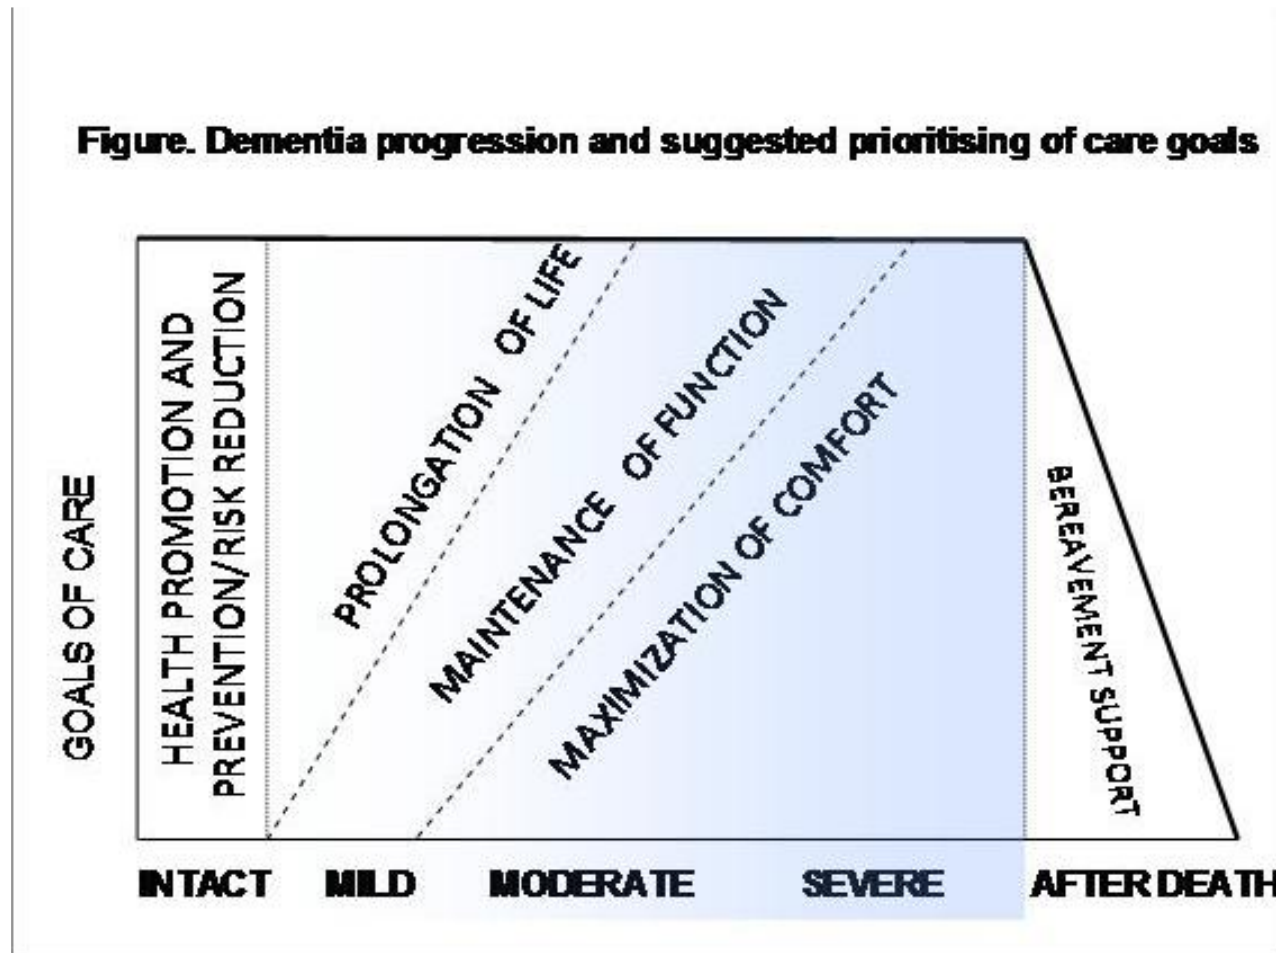 Figure. Dementia progression and suggested prioritising of care goals
GOALS OF CARE
HEALTH PROMOTION AND
PREVENTION/RISK REDUCTION
PROLONGATION OF LIFE
MAINTENANCE OF FUNCTION
MAXIMIZATION OF COMFORT
BEREAVEMENT SUPPORT
INTACT MILD MODERATE SEVERE AFTER DEATH